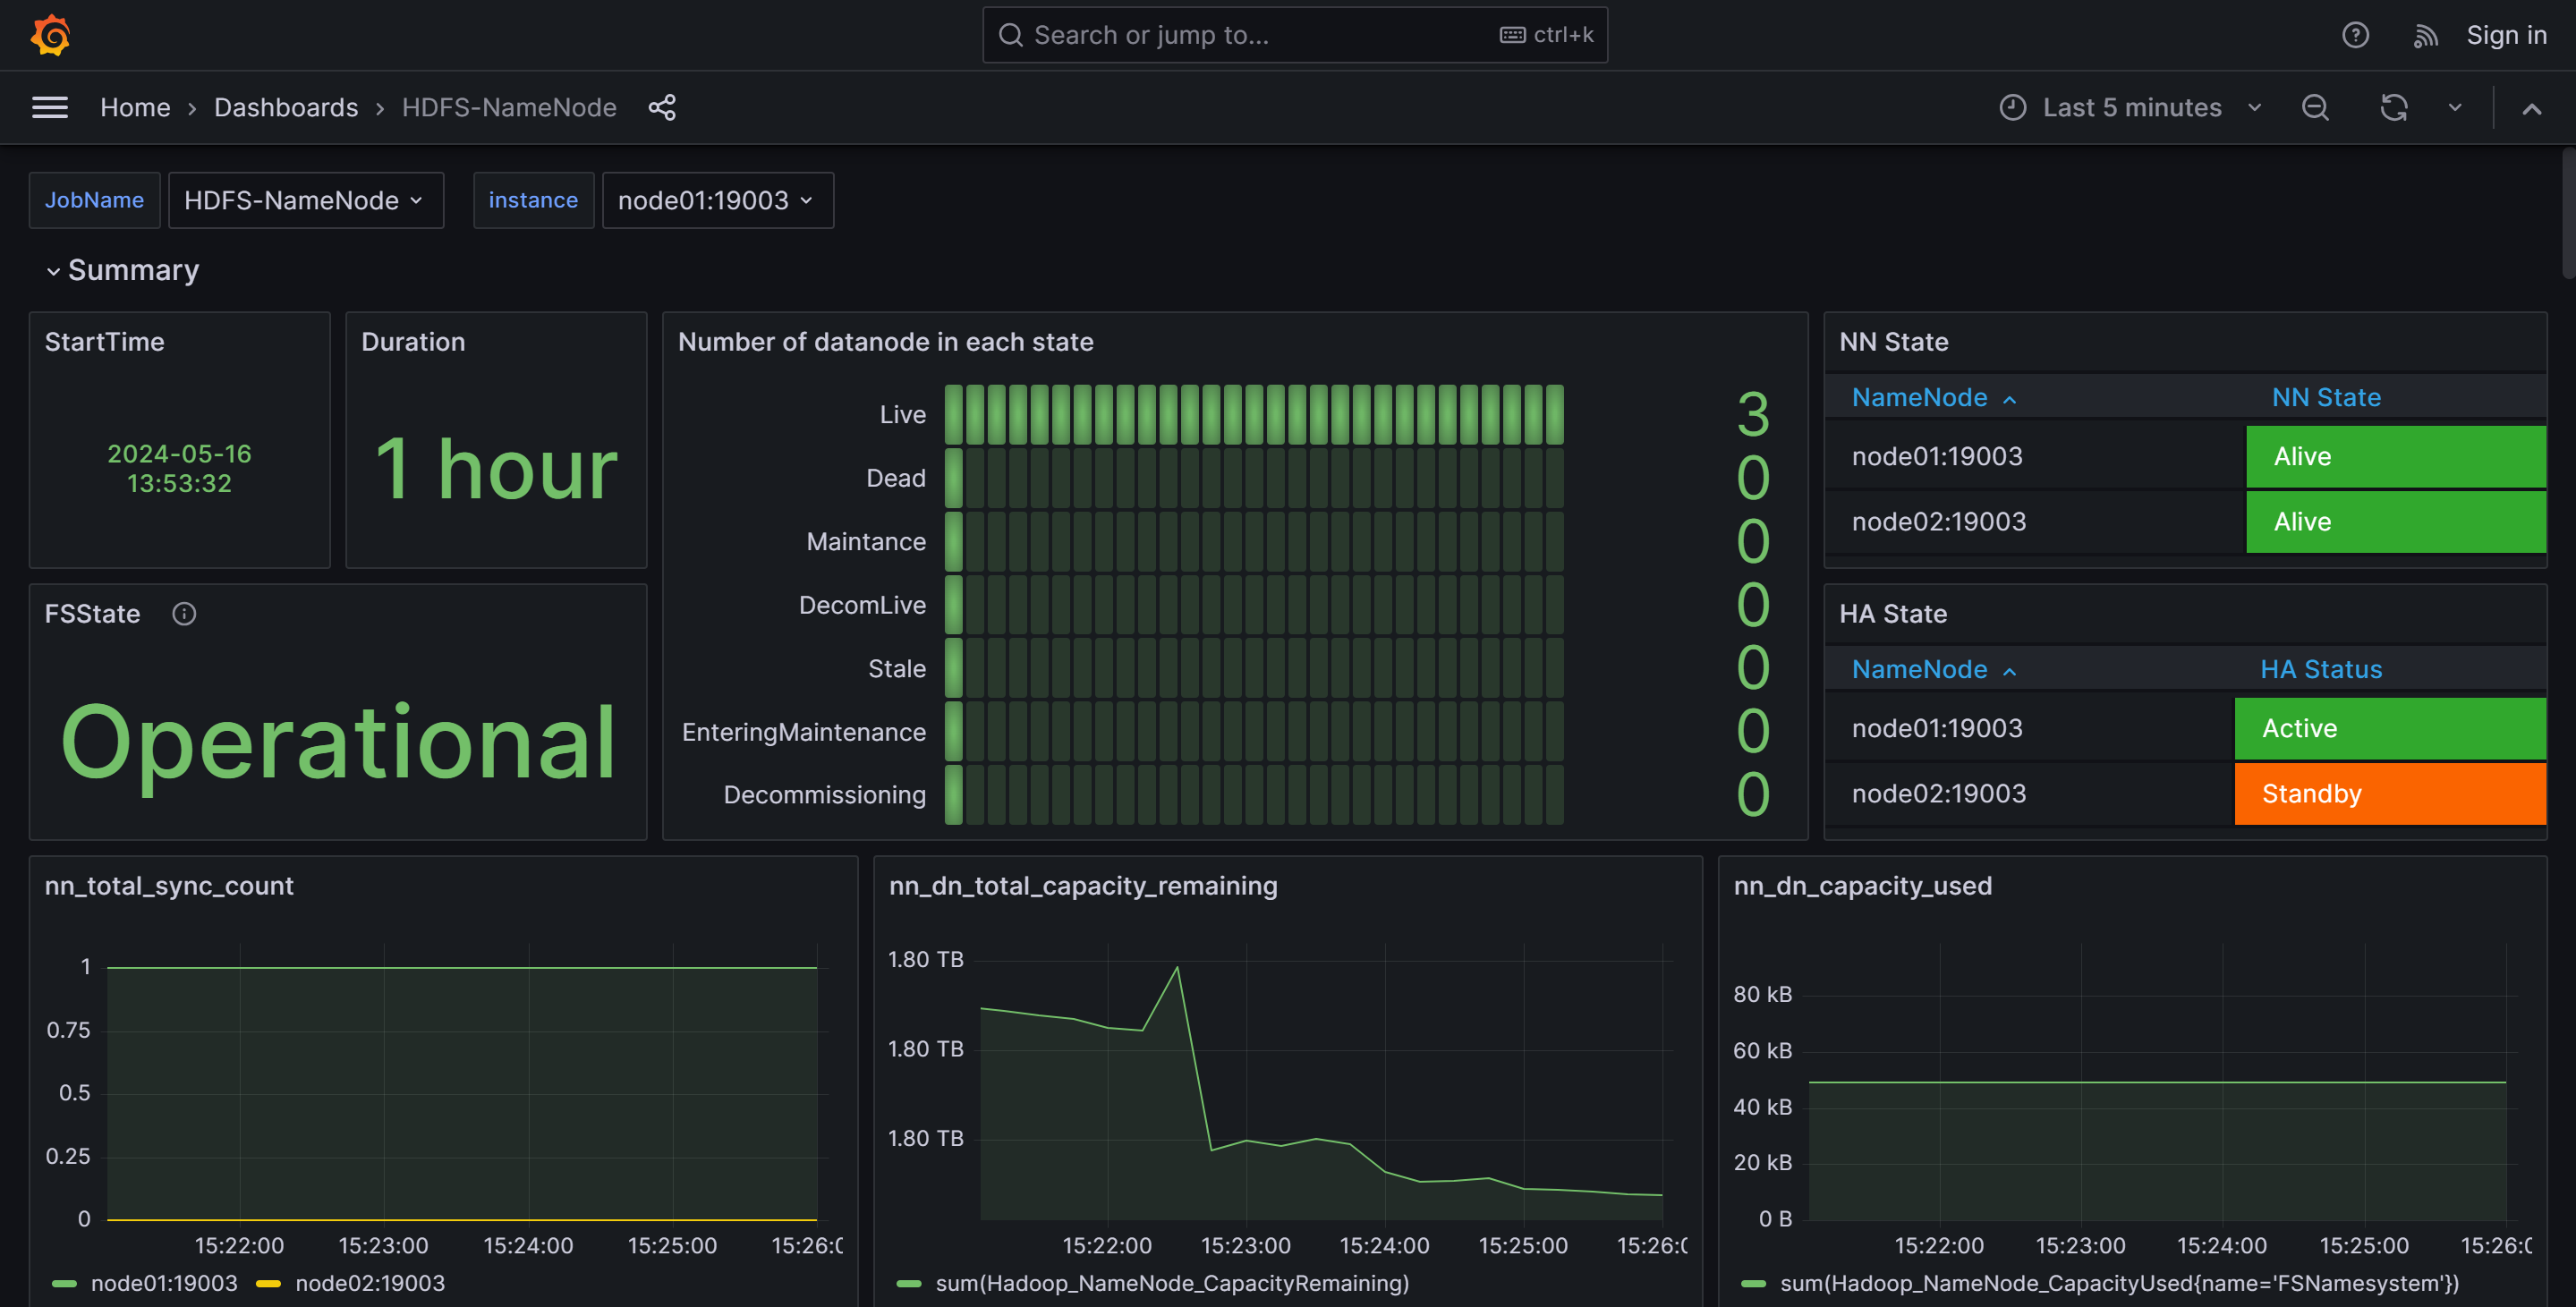 Search or jump to... ctrl+k Sign in
Home › Dashboards › HDFS-NameNode Last 5 minutes
JobName HDFS-NameNode instance node01:19003
Summary
StartTime
2024-05-16
13:53:32
Duration
1 hour
FSState
Operational
Number of datanode in each state
Live 3
Dead 0
Maintance 0
DecomLive 0
Stale 0
EnteringMaintenance 0
Decommissioning 0
NN State
NameNode NN State
node01:19003 Alive
node02:19003 Alive
HA State
NameNode HA Status
node01:19003 Active
node02:19003 Standby
nn_total_sync_count
1
0.75
0.5
0.25
0
15:22:00 15:23:00 15:24:00 15:25:00 15:26:0
node01:19003 node02:19003
nn_dn_total_capacity_remaining
1.80 TB
1.80 TB
1.80 TB
15:22:00 15:23:00 15:24:00 15:25:00 15:26:0
sum(Hadoop_NameNode_CapacityRemaining)
nn_dn_capacity_used
80 kB
60 kB
40 kB
20 kB
0 B
15:22:00 15:23:00 15:24:00 15:25:00 15:26:0
sum(Hadoop_NameNode_CapacityUsed{name='FSNamesystem'})